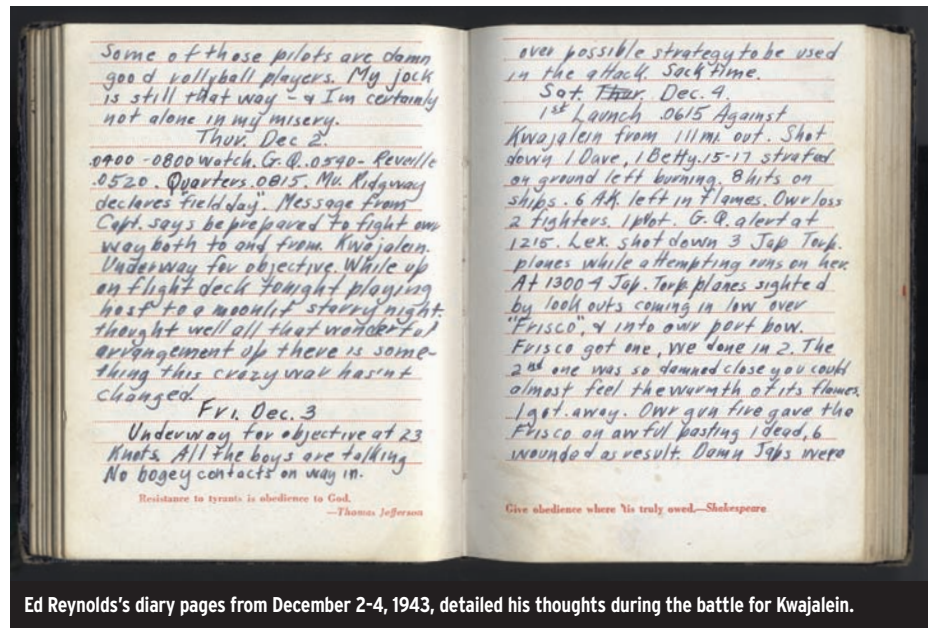 Some of those pilots are damn
good vollyball players. My jock
is still that way - & I'm certainly
not alone in my misery.
Thur. Dec 2.
.0400 - 0800 watch. G.Q..0540- Reveille
.0520. Quarters.0815. Mr. Ridgway
declares "field day". Message from
Capt. says be prepared to fight our
way both to and from. Kwajalein.
Underway for objective. While up
on flight deck tonight playing
host to a moonlit starry night.
thought well all that wonderful
arrangement up there is some-
thing this crazy war hasn't
changed.
Fri. Dec. 3
Underway for objective at 23
Knots. All the boys are talking
No bogey contacts on way in.
Resistance to tyrants is obedience to God.
—Thomas Jefferson
over possible strategy to be used
in the attack. Sack time.
Sat. Thur. Dec. 4.
1st Launch .0615 Against
Kwajalein from 111 mi. out. Shot
down 1 Dave, 1 Betty. 15-17 strafed
on ground left burning. 8 hits on
ships. 6 A.K. left in flames. Our loss
2 fighters. 1 pilot. G.Q. alert at
1215. Lex. shot down 3 Jap Torp.
planes while attempting runs on her.
At 1300 4 Jap. Torp. planes sighted
by look outs coming in low over
"Frisco", & into our port bow.
Frisco got one, we done in 2. The
2nd one was so damned close you could
almost feel the warmth of its flames.
1 got. away. Our gun fire gave the
Frisco an awful pasting 1 dead, 6
wounded as result. Damn Japs were
Give obedience where 'tis truly owed.—Shakespeare
Ed Reynolds's diary pages from December 2-4, 1943, detailed his thoughts during the battle for Kwajalein.